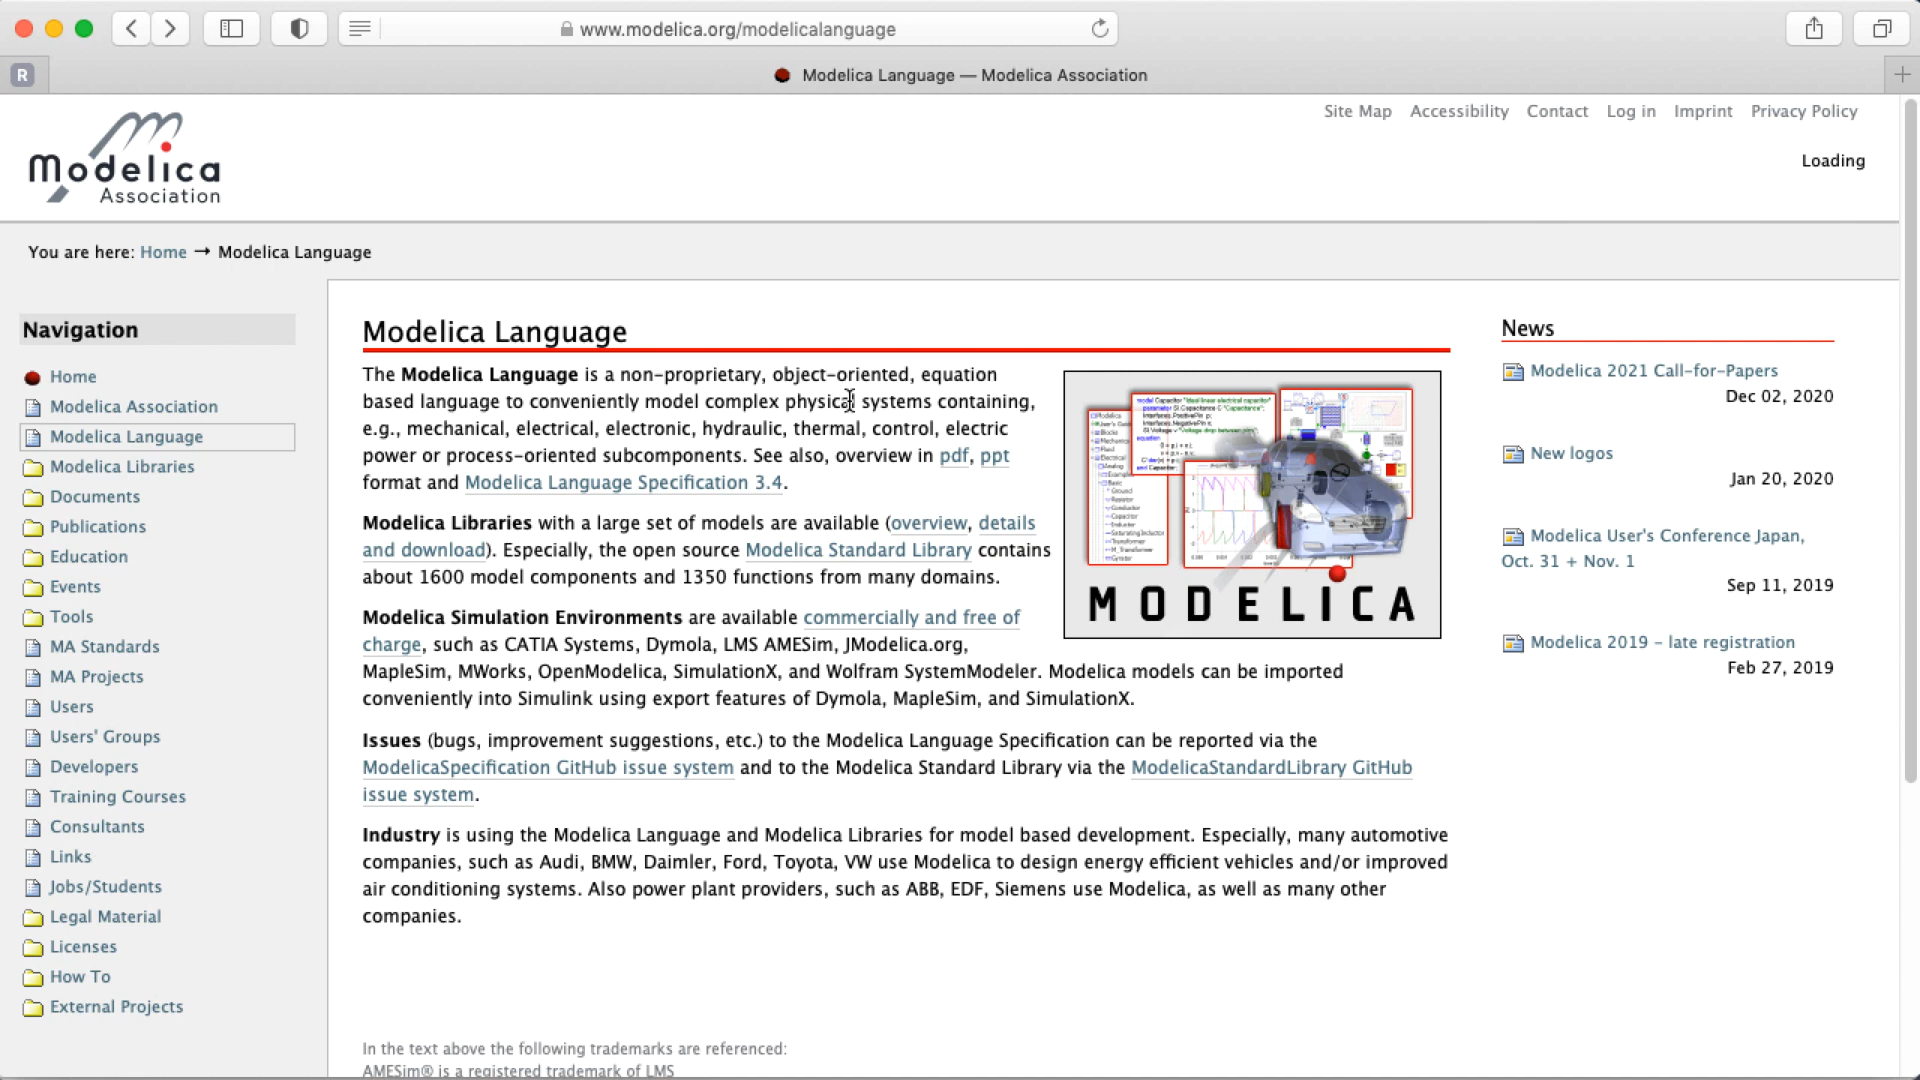 www.modelica.org/modelicalanguage
R
Modelica Language — Modelica Association
Site Map Accessibility Contact Log in Imprint Privacy Policy
Modelica
Association
Loading
You are here: Home → Modelica Language
Navigation
Home
Modelica Association
Modelica Language
Modelica Libraries
Documents
Publications
Education
Events
Tools
MA Standards
MA Projects
Users
Users' Groups
Developers
Training Courses
Consultants
Links
Jobs/Students
Legal Material
Licenses
How To
External Projects
Modelica Language
The Modelica Language is a non-proprietary, object-oriented, equation
based language to conveniently model complex physical systems containing,
e.g., mechanical, electrical, electronic, hydraulic, thermal, control, electric
power or process-oriented subcomponents. See also, overview in pdf, ppt
format and Modelica Language Specification 3.4.
Modelica Libraries with a large set of models are available (overview, details
and download). Especially, the open source Modelica Standard Library contains
about 1600 model components and 1350 functions from many domains.
Modelica Simulation Environments are available commercially and free of
charge, such as CATIA Systems, Dymola, LMS AMESim, JModelica.org,
MapleSim, MWorks, OpenModelica, SimulationX, and Wolfram SystemModeler. Modelica models can be imported
conveniently into Simulink using export features of Dymola, MapleSim, and SimulationX.
Issues (bugs, improvement suggestions, etc.) to the Modelica Language Specification can be reported via the
ModelicaSpecification GitHub issue system and to the Modelica Standard Library via the ModelicaStandardLibrary GitHub
issue system.
Industry is using the Modelica Language and Modelica Libraries for model based development. Especially, many automotive
companies, such as Audi, BMW, Daimler, Ford, Toyota, VW use Modelica to design energy efficient vehicles and/or improved
air conditioning systems. Also power plant providers, such as ABB, EDF, Siemens use Modelica, as well as many other
companies.
In the text above the following trademarks are referenced:
AMESim® is a registered trademark of LMS
MODELICA
News
Modelica 2021 Call-for-Papers
Dec 02, 2020
New logos
Jan 20, 2020
Modelica User's Conference Japan,
Oct. 31 + Nov. 1
Sep 11, 2019
Modelica 2019 - late registration
Feb 27, 2019